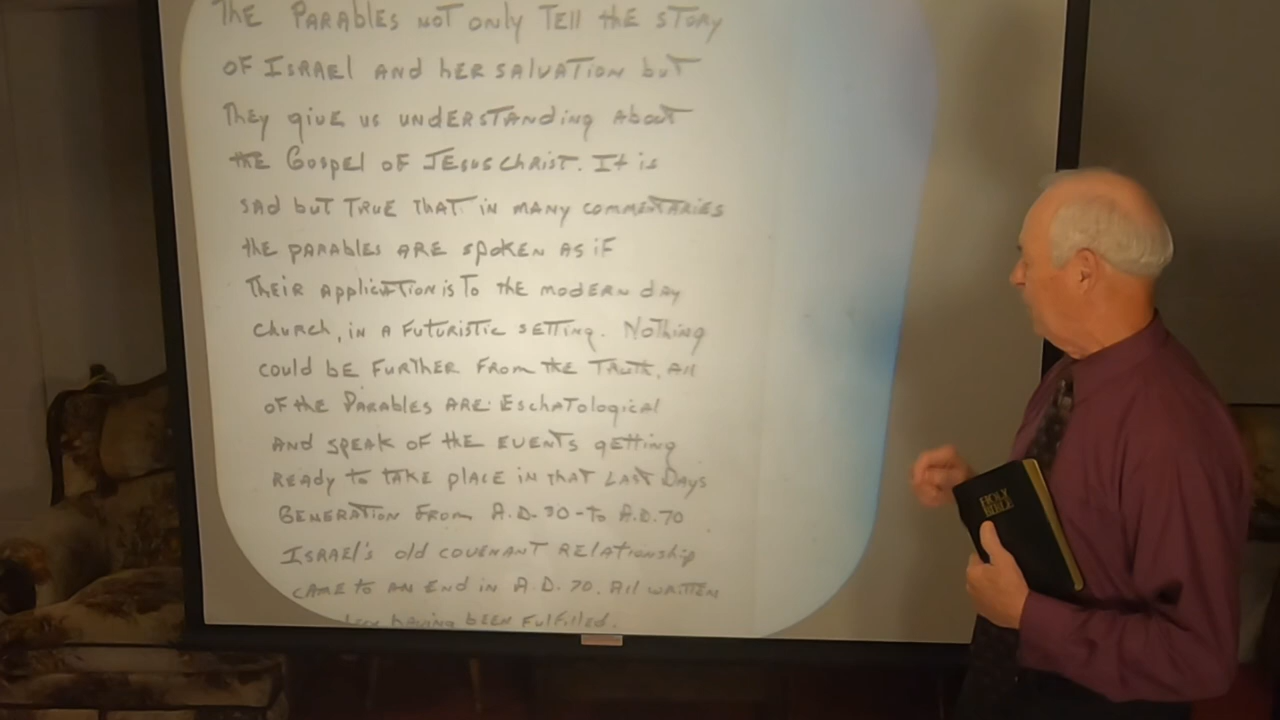 The Parables not only Tell the story
of Israel and her salvation but
They give us understanding about
the Gospel of Jesus Christ. It is
sad but true that in many commentaries
the parables are spoken as if
Their application is to the modern day
church, in a futuristic setting. Nothing
could be further from the Truth. All
of the Parables are Eschatological
and speak of the events getting
ready to take place in that Last Days
Generation from A.D. 30-to A.D. 70
Israel's old covenant relationship
came to an end in A.D. 70. All written
having been fulfilled.
HOLY
BIBLE